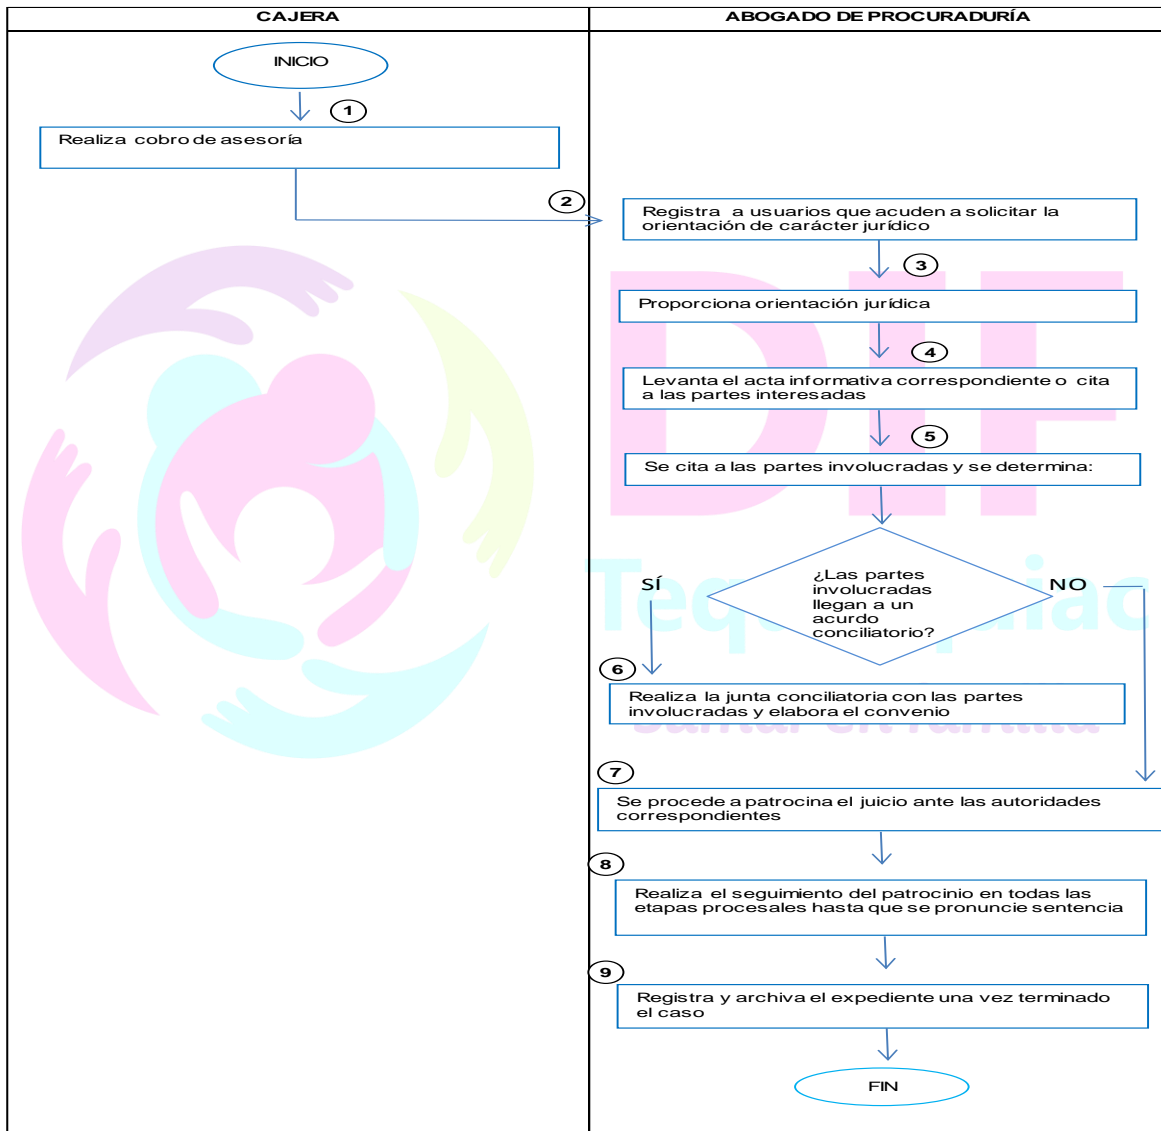 CAJERA
ABOGADO DE PROCURADURÍA
INICIO
1
Realiza cobro de asesoría
2
Registra a usuarios que acuden a solicitar la
orientación de carácter jurídico
3
Proporciona orientación jurídica
4
Levanta el acta informativa correspondiente o cita
a las partes interesadas
5
Se cita a las partes involucradas y se determina:
¿Las partes
involucradas
llegan a un
acurdo
conciliatorio?
SÍ
NO
6
Realiza la junta conciliatoria con las partes
involucradas y elabora el convenio
7
Se procede a patrocina el juicio ante las autoridades
correspondientes
8
Realiza el seguimiento del patrocinio en todas las
etapas procesales hasta que se pronuncie sentencia
9
Registra y archiva el expediente una vez terminado
el caso
FIN
DIF